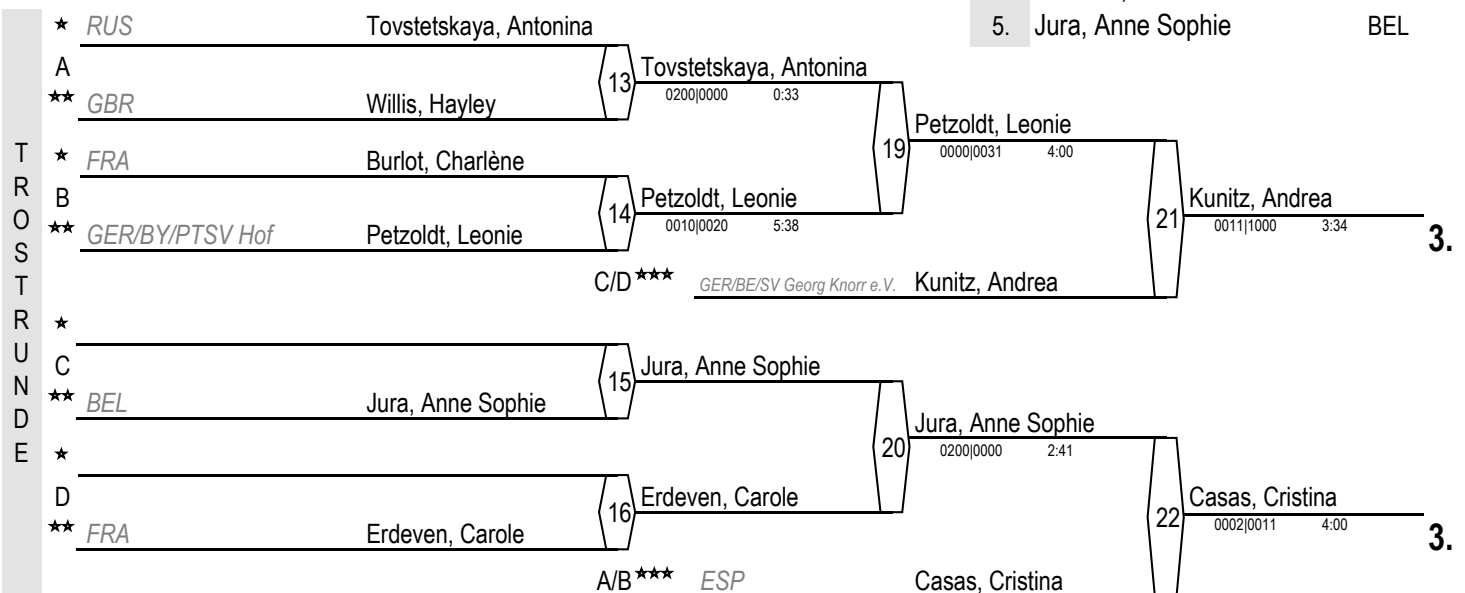 5. Jura, Anne Sophie BEL
TROSTRUNDE
★ RUS Tovstetskaya, Antonina
A
13 Tovstetskaya, Antonina
0200|0000 0:33
★★ GBR Willis, Hayley
19 Petzoldt, Leonie
0000|0031 4:00
★ FRA Burlot, Charlène
B
14 Petzoldt, Leonie
0010|0020 5:38
★★ GER/BY/PTSV Hof Petzoldt, Leonie
21 Kunitz, Andrea
0011|1000 3:34
3.
C/D ★★★ GER/BE/SV Georg Knorr e.V. Kunitz, Andrea
★
C
15 Jura, Anne Sophie
★★ BEL Jura, Anne Sophie
20 Jura, Anne Sophie
0200|0000 2:41
★
D
16 Erdeven, Carole
★★ FRA Erdeven, Carole
22 Casas, Cristina
0002|0011 4:00
3.
A/B ★★★ ESP Casas, Cristina